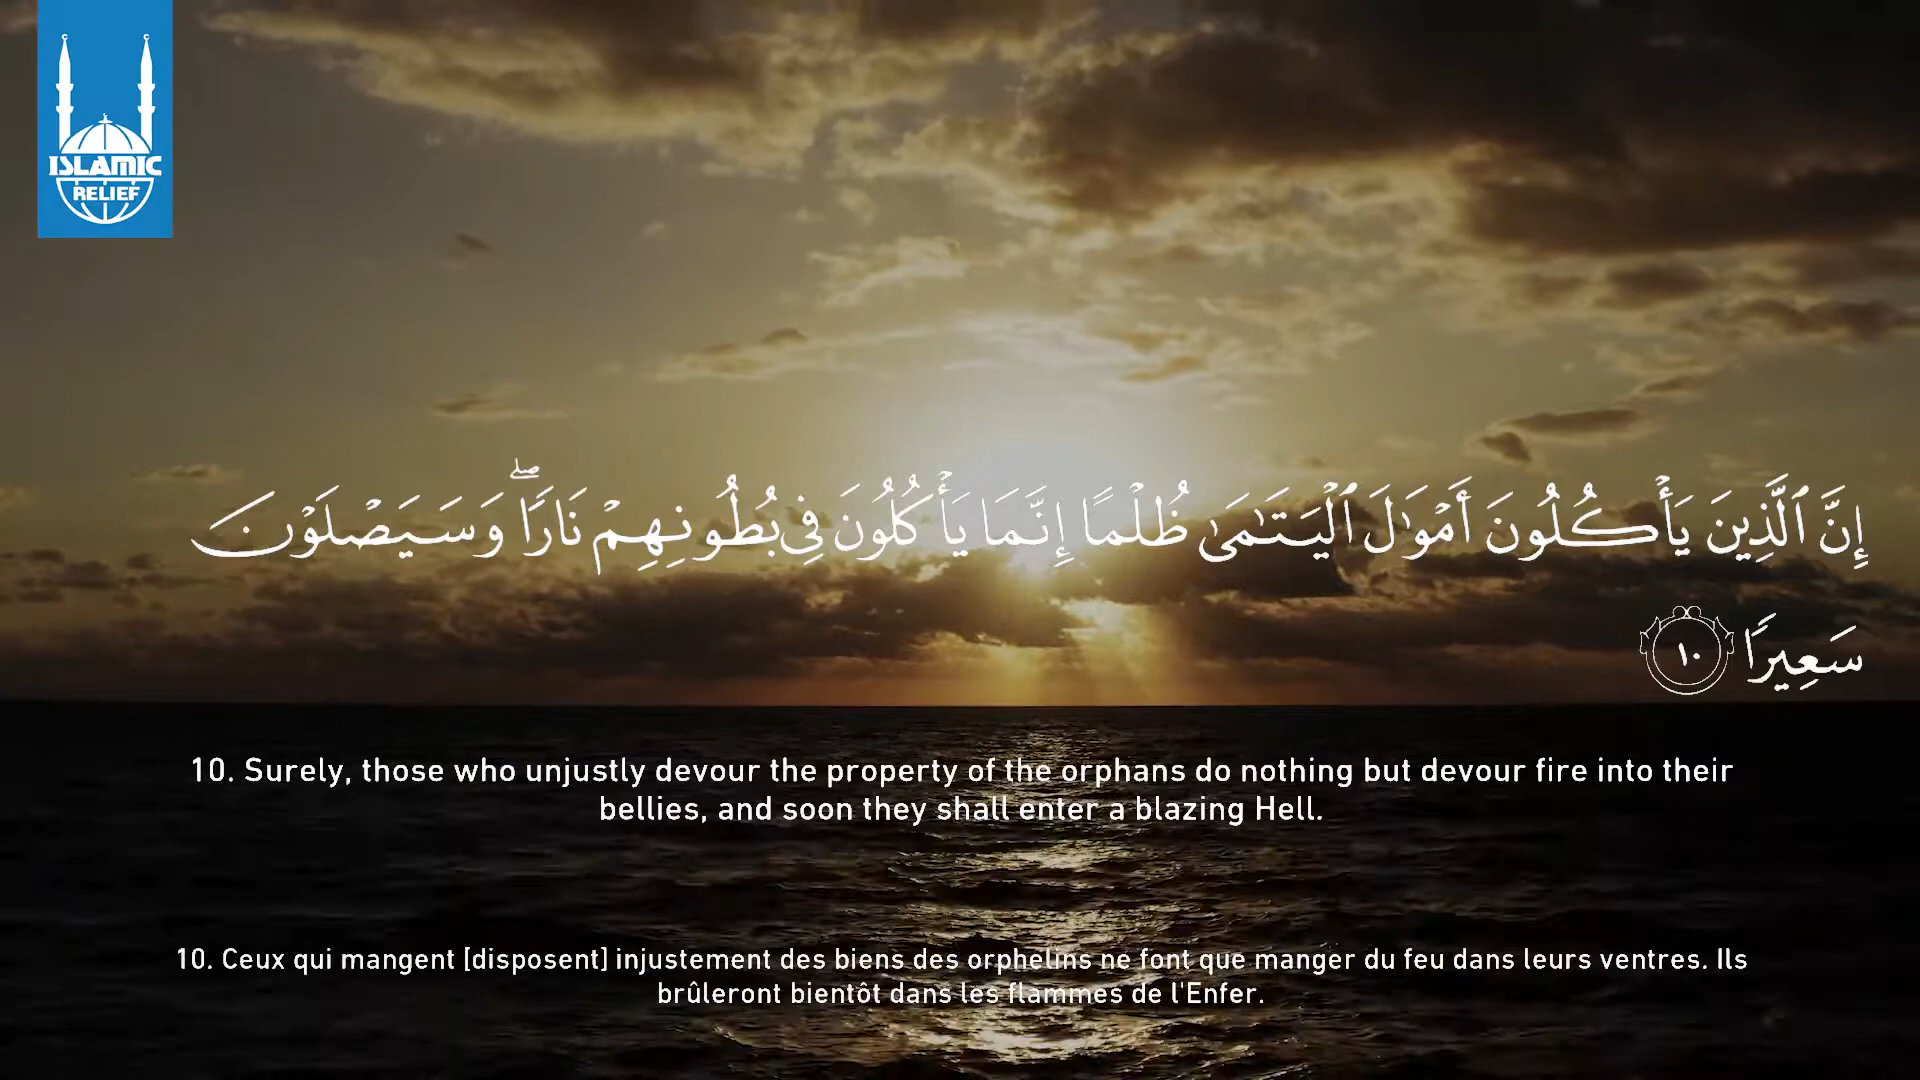 ISLAMIC
RELIEF
إِنَّ ٱلَّذِينَ يَأْكُلُونَ أَمْوَٰلَ ٱلْيَتَـٰمَىٰ ظُلْمًا إِنَّمَا يَأْكُلُونَ فِى بُطُونِهِمْ نَارًا ۖ وَسَيَصْلَوْنَ
سَعِيرًا ١٠
10. Surely, those who unjustly devour the property of the orphans do nothing but devour fire into their
bellies, and soon they shall enter a blazing Hell.
10. Ceux qui mangent [disposent] injustement des biens des orphelins ne font que manger du feu dans leurs ventres. Ils
brûleront bientôt dans les flammes de l'Enfer.